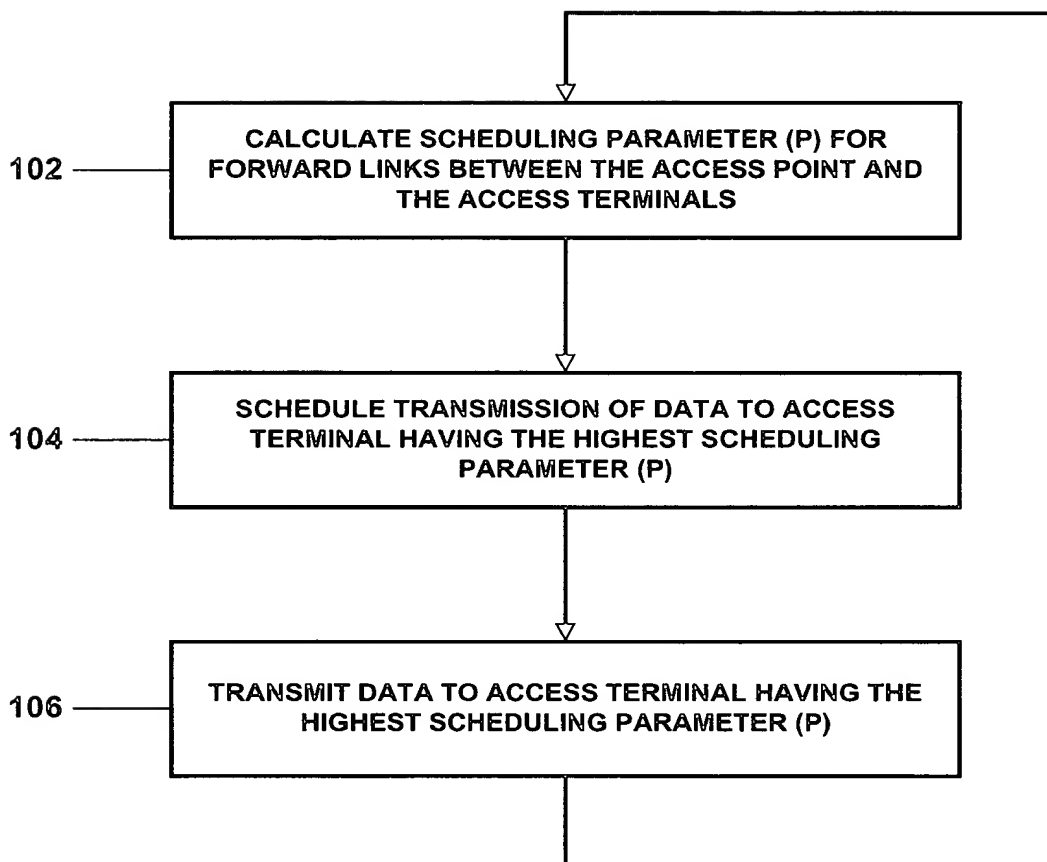 102
CALCULATE SCHEDULING PARAMETER (P) FOR
FORWARD LINKS BETWEEN THE ACCESS POINT AND
THE ACCESS TERMINALS
104
SCHEDULE TRANSMISSION OF DATA TO ACCESS
TERMINAL HAVING THE HIGHEST SCHEDULING
PARAMETER (P)
106
TRANSMIT DATA TO ACCESS TERMINAL HAVING THE
HIGHEST SCHEDULING PARAMETER (P)